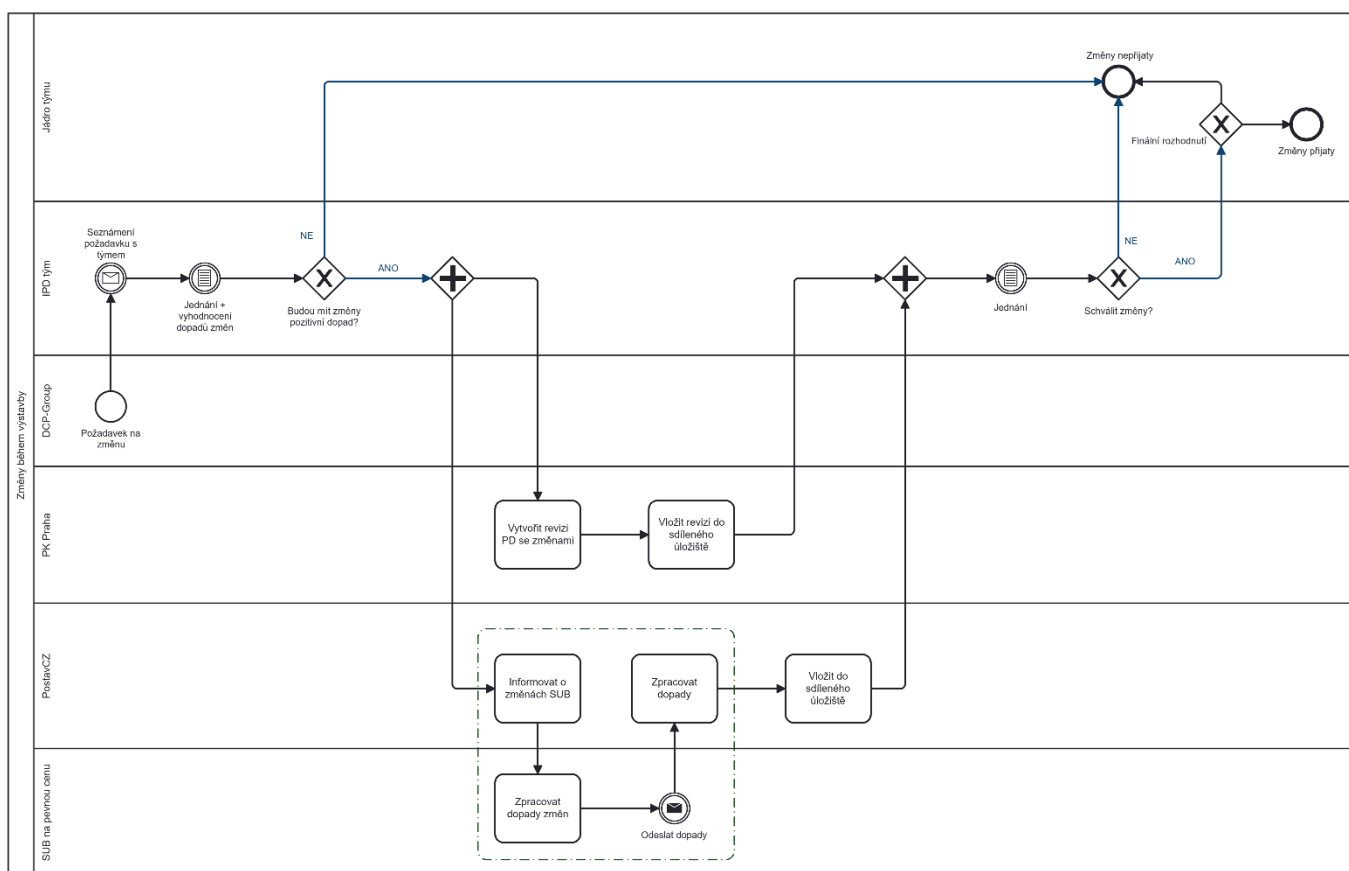 Změny během výstavby
Jádro týmu
Změny nepřijaty
Finální rozhodnutí
Změny přijaty
IPD tým
Seznámení
požadavku s
týmem
Jednání +
vyhodnocení
dopadů změn
NE
Budou mít změny
pozitivní dopad?
ANO
Jednání
NE
Schválit změny?
ANO
DCP-Group
Požadavek na
změnu
PK Praha
Vytvořit revizi
PD se změnami
Vložit revizi do
sdíleného
úložiště
PostavCZ
Informovat o
změnách SUB
Zpracovat
dopady
Vložit do
sdíleného
úložiště
SUB na pevnou cenu
Zpracovat
dopady změn
Odeslat dopady